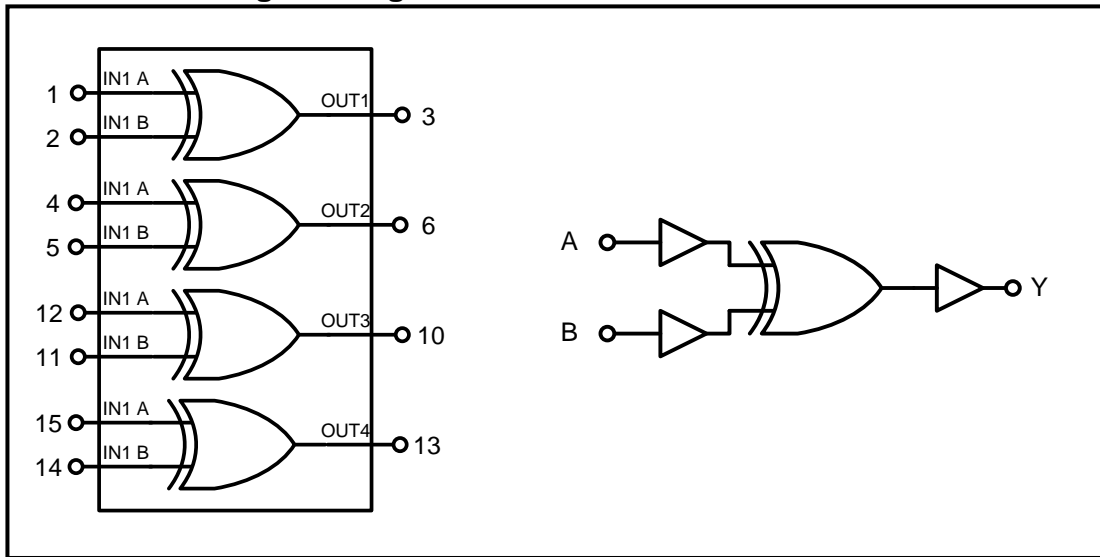 1 IN1 A
OUT1 3
2 IN1 B
4 IN1 A
OUT2 6
5 IN1 B
12 IN1 A
OUT3 10
11 IN1 B
15 IN1 A
OUT4 13
14 IN1 B
A
B
Y